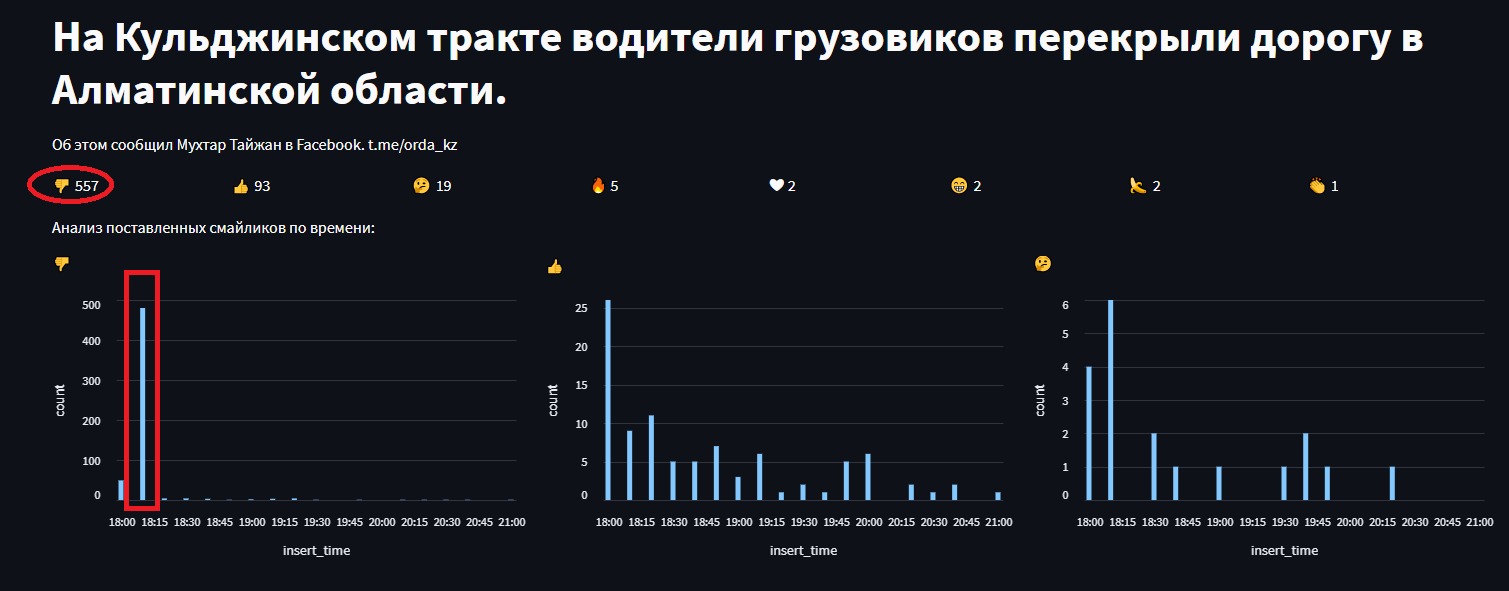 На Кульджинском тракте водители грузовиков перекрыли дорогу в
Алматинской области.
Об этом сообщил Мухтар Тайжан в Facebook. t.me/orda_kz
👎 557 👍 93 🤔 19 🔥 5 🤍 2 😁 2 🍌 2 👏 1
Анализ поставленных смайликов по времени:
👎
500
400
300
200
100
0
count
18:00 18:15 18:30 18:45 19:00 19:15 19:30 19:45 20:00 20:15 20:30 20:45 21:00
insert_time
👍
25
20
15
10
5
0
count
18:00 18:15 18:30 18:45 19:00 19:15 19:30 19:45 20:00 20:15 20:30 20:45 21:00
insert_time
🤔
6
5
4
3
2
1
0
count
18:00 18:15 18:30 18:45 19:00 19:15 19:30 19:45 20:00 20:15 20:30 20:45 21:00
insert_time